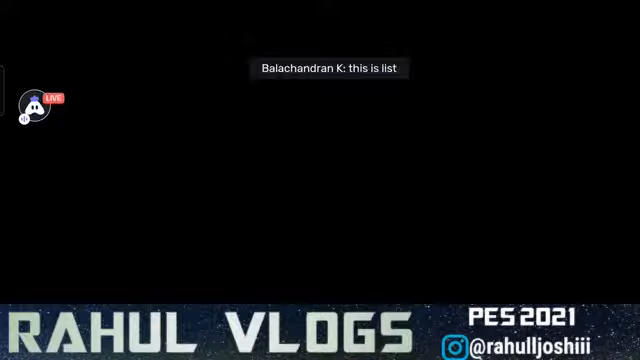 Balachandran K: this is list
LIVE
RAHUL VLOGS
PES 2021
@rahulljoshiii